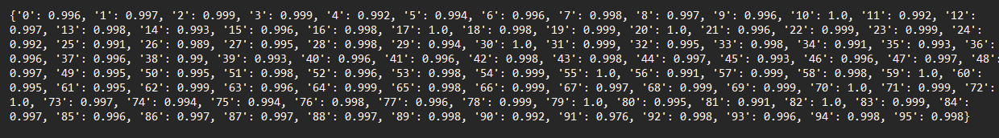 {'0': 0.996, '1': 0.997, '2': 0.999, '3': 0.999, '4': 0.992, '5': 0.994, '6': 0.996, '7': 0.998, '8': 0.997, '9': 0.996, '10': 1.0, '11': 0.992, '12':
0.997, '13': 0.998, '14': 0.993, '15': 0.996, '16': 0.998, '17': 1.0, '18': 0.998, '19': 0.999, '20': 1.0, '21': 0.996, '22': 0.999, '23': 0.999, '24':
0.992, '25': 0.991, '26': 0.989, '27': 0.995, '28': 0.998, '29': 0.994, '30': 1.0, '31': 0.999, '32': 0.995, '33': 0.998, '34': 0.991, '35': 0.993, '36':
0.996, '37': 0.996, '38': 0.99, '39': 0.993, '40': 0.996, '41': 0.996, '42': 0.998, '43': 0.998, '44': 0.997, '45': 0.993, '46': 0.996, '47': 0.997, '48':
0.997, '49': 0.995, '50': 0.995, '51': 0.998, '52': 0.996, '53': 0.998, '54': 0.999, '55': 1.0, '56': 0.991, '57': 0.999, '58': 0.998, '59': 1.0, '60':
0.995, '61': 0.995, '62': 0.999, '63': 0.996, '64': 0.999, '65': 0.998, '66': 0.999, '67': 0.997, '68': 0.999, '69': 0.999, '70': 1.0, '71': 0.999, '72':
1.0, '73': 0.997, '74': 0.994, '75': 0.994, '76': 0.998, '77': 0.996, '78': 0.999, '79': 1.0, '80': 0.995, '81': 0.991, '82': 1.0, '83': 0.999, '84':
0.997, '85': 0.996, '86': 0.997, '87': 0.997, '88': 0.997, '89': 0.998, '90': 0.992, '91': 0.976, '92': 0.998, '93': 0.996, '94': 0.998, '95': 0.998}